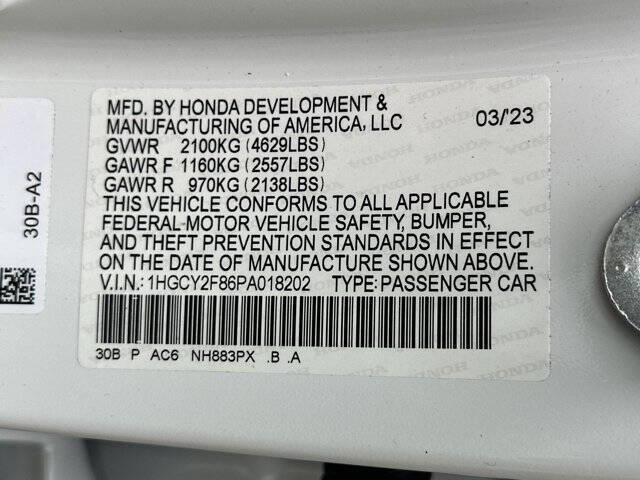 MFD. BY HONDA DEVELOPMENT &
MANUFACTURING OF AMERICA, LLC 03/23
GVWR 2100KG (4629LBS)
GAWR F 1160KG (2557LBS)
GAWR R 970KG (2138LBS)
THIS VEHICLE CONFORMS TO ALL APPLICABLE
FEDERAL MOTOR VEHICLE SAFETY, BUMPER,
AND THEFT PREVENTION STANDARDS IN EFFECT
ON THE DATE OF MANUFACTURE SHOWN ABOVE.
V.I.N.: 1HGCY2F86PA018202 TYPE: PASSENGER CAR
30B P AC6 NH883PX .B .A
30B-A2